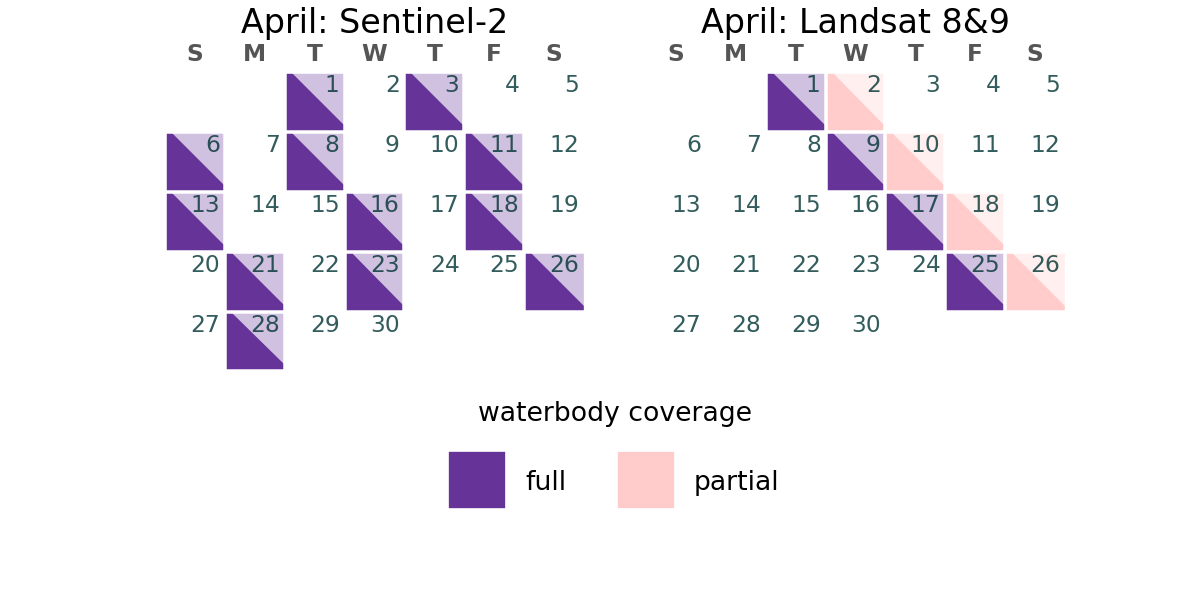 April: Sentinel-2
S M T W T F S
1 2 3 4 5
6 7 8 9 10 11 12
13 14 15 16 17 18 19
20 21 22 23 24 25 26
27 28 29 30
April: Landsat 8&9
S M T W T F S
1 2 3 4 5
6 7 8 9 10 11 12
13 14 15 16 17 18 19
20 21 22 23 24 25 26
27 28 29 30
waterbody coverage
full
partial